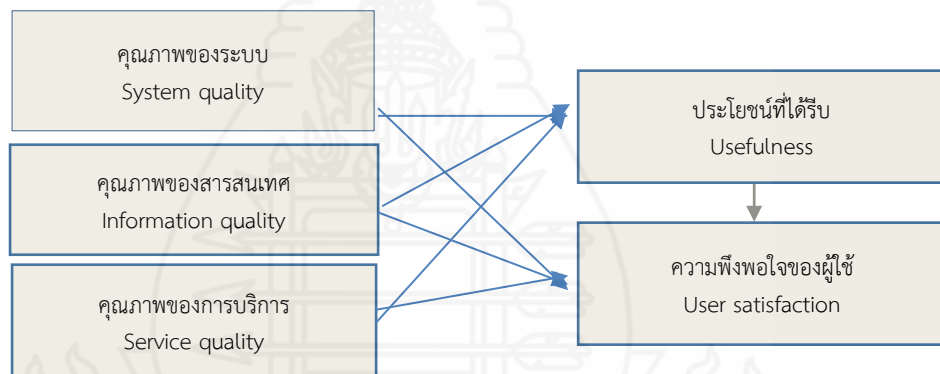 คุณภาพของระบบ
System quality
คุณภาพของสารสนเทศ
Information quality
คุณภาพของการบริการ
Service quality
ประโยชน์ที่ได้รีบ
Usefulness
ความพึงพอใจของผู้ใช้
User satisfaction